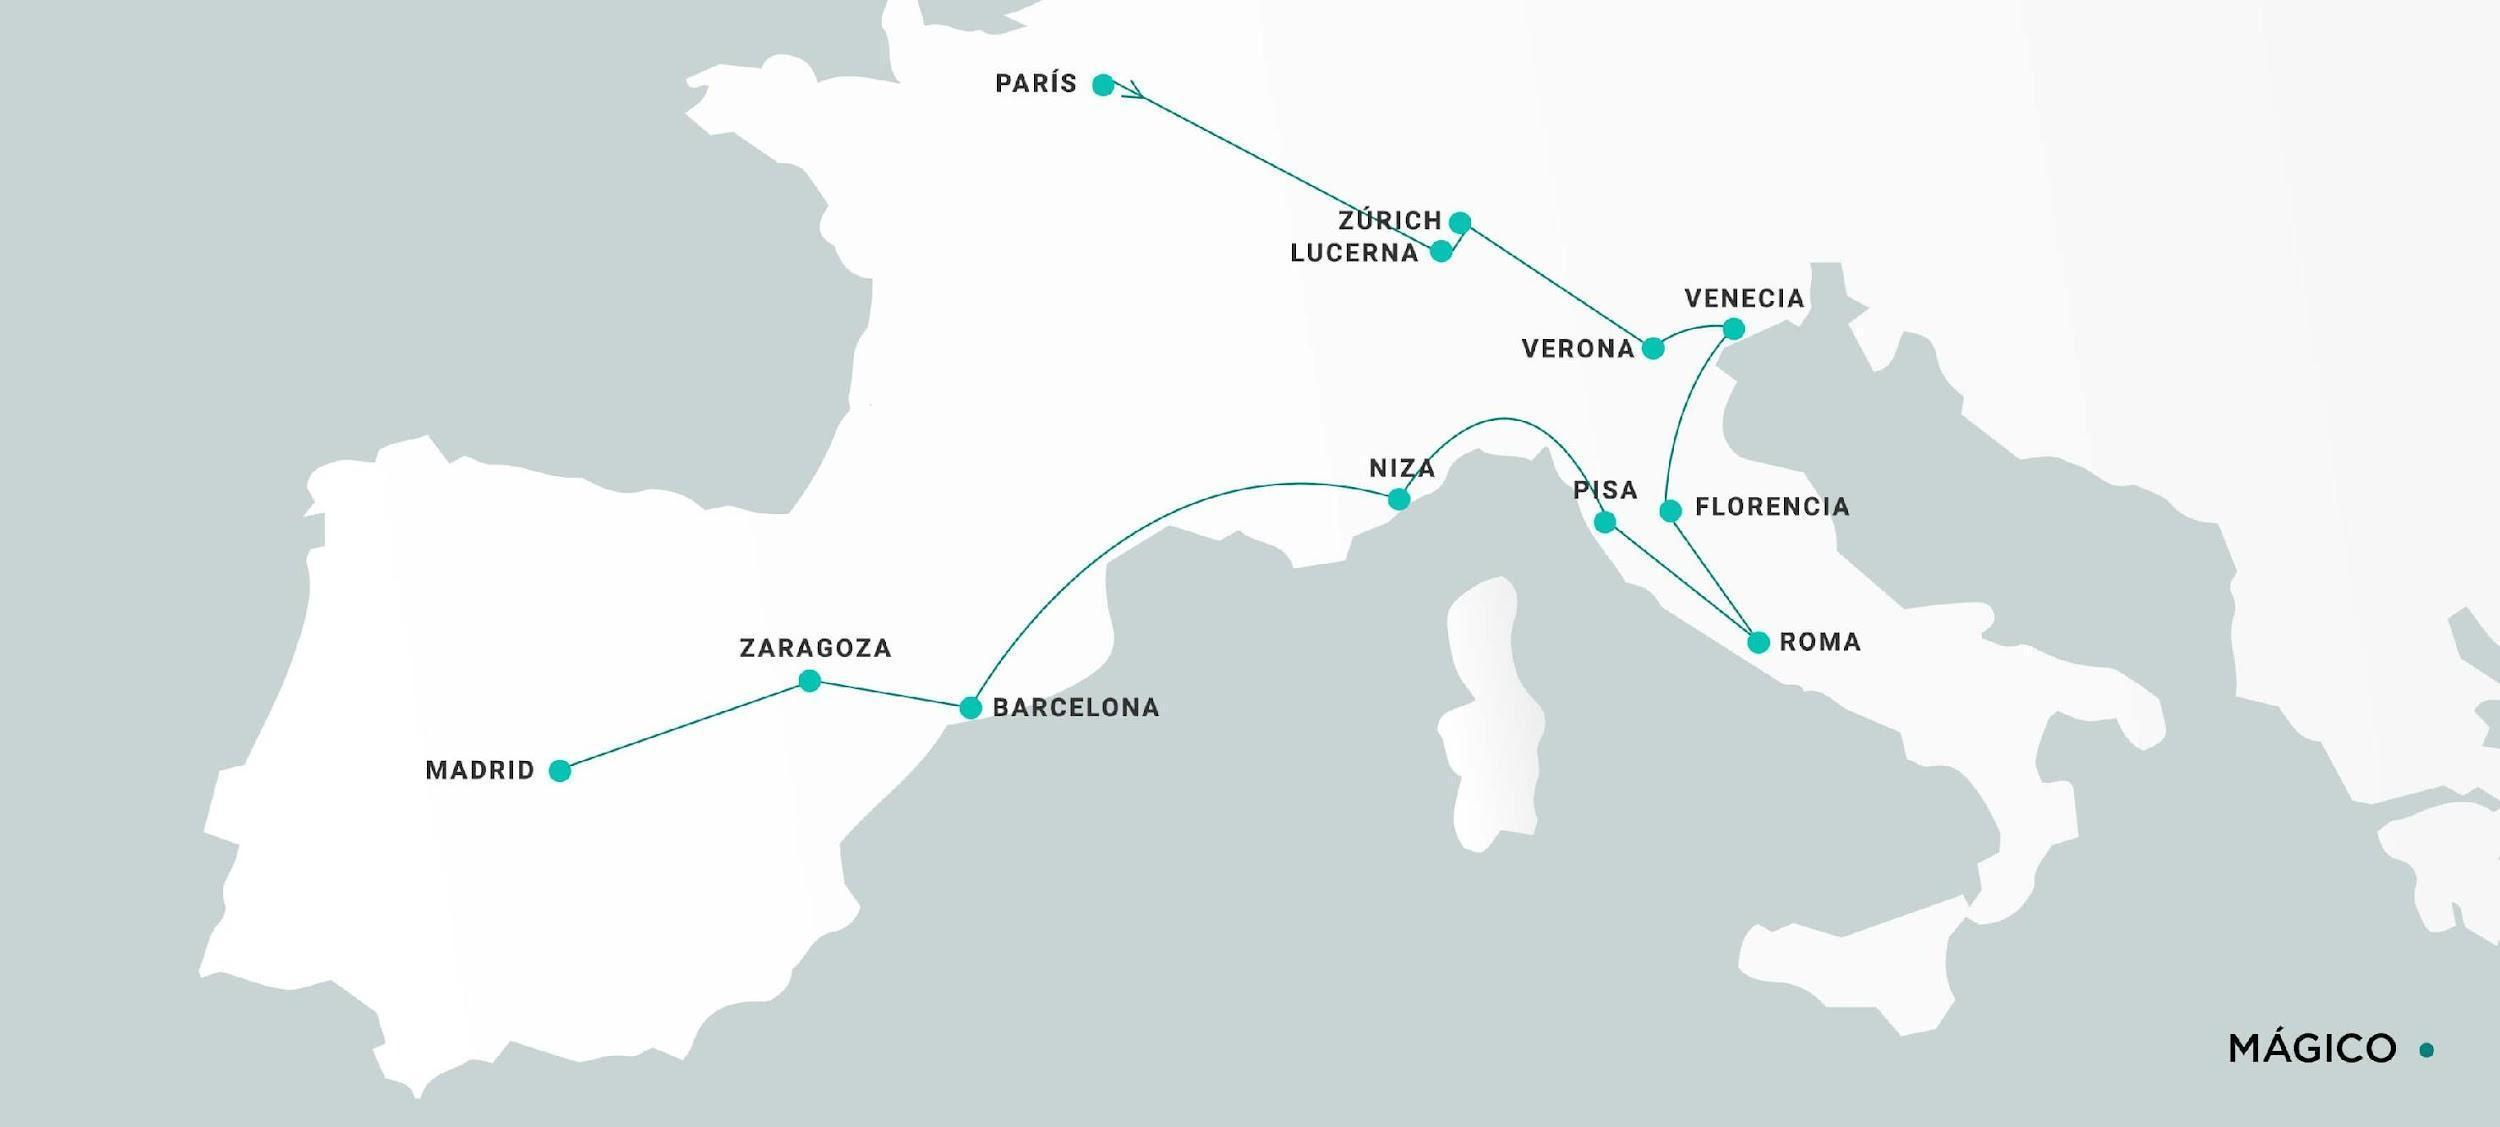 PARÍS
ZÚRICH
LUCERNA
VENECIA
VERONA
NIZA
PISA
FLORENCIA
ROMA
ZARAGOZA
BARCELONA
MADRID
MÁGICO